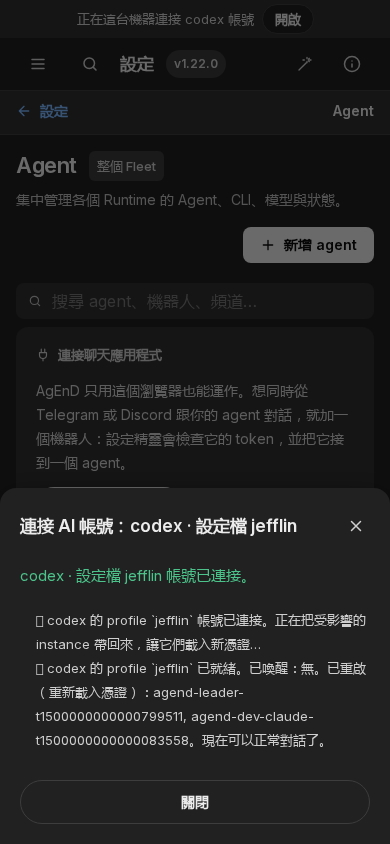 正在這台機器連接 codex 帳號 開啟
設定 v1.22.0
設定 Agent
Agent 整個 Fleet
集中管理各個 Runtime 的 Agent、CLI、模型與狀態。
新增 agent
搜尋 agent、機器人、頻道…
連接聊天應用程式
AgEnD 只用這個瀏覽器也能運作。想同時從
Telegram 或 Discord 跟你的 agent 對話，就加一
個機器人：設定精靈會檢查它的 token，並把它接
到一個 agent。
連接 AI 帳號：codex · 設定檔 jefflin
codex · 設定檔 jefflin 帳號已連接。
codex 的 profile `jefflin` 帳號已連接。正在把受影響的
instance 帶回來，讓它們載入新憑證…
codex 的 profile `jefflin` 已就緒。已喚醒：無。已重啟
（重新載入憑證）：agend-leader-
t1500000000000799511, agend-dev-claude-
t1500000000000083558。現在可以正常對話了。
關閉